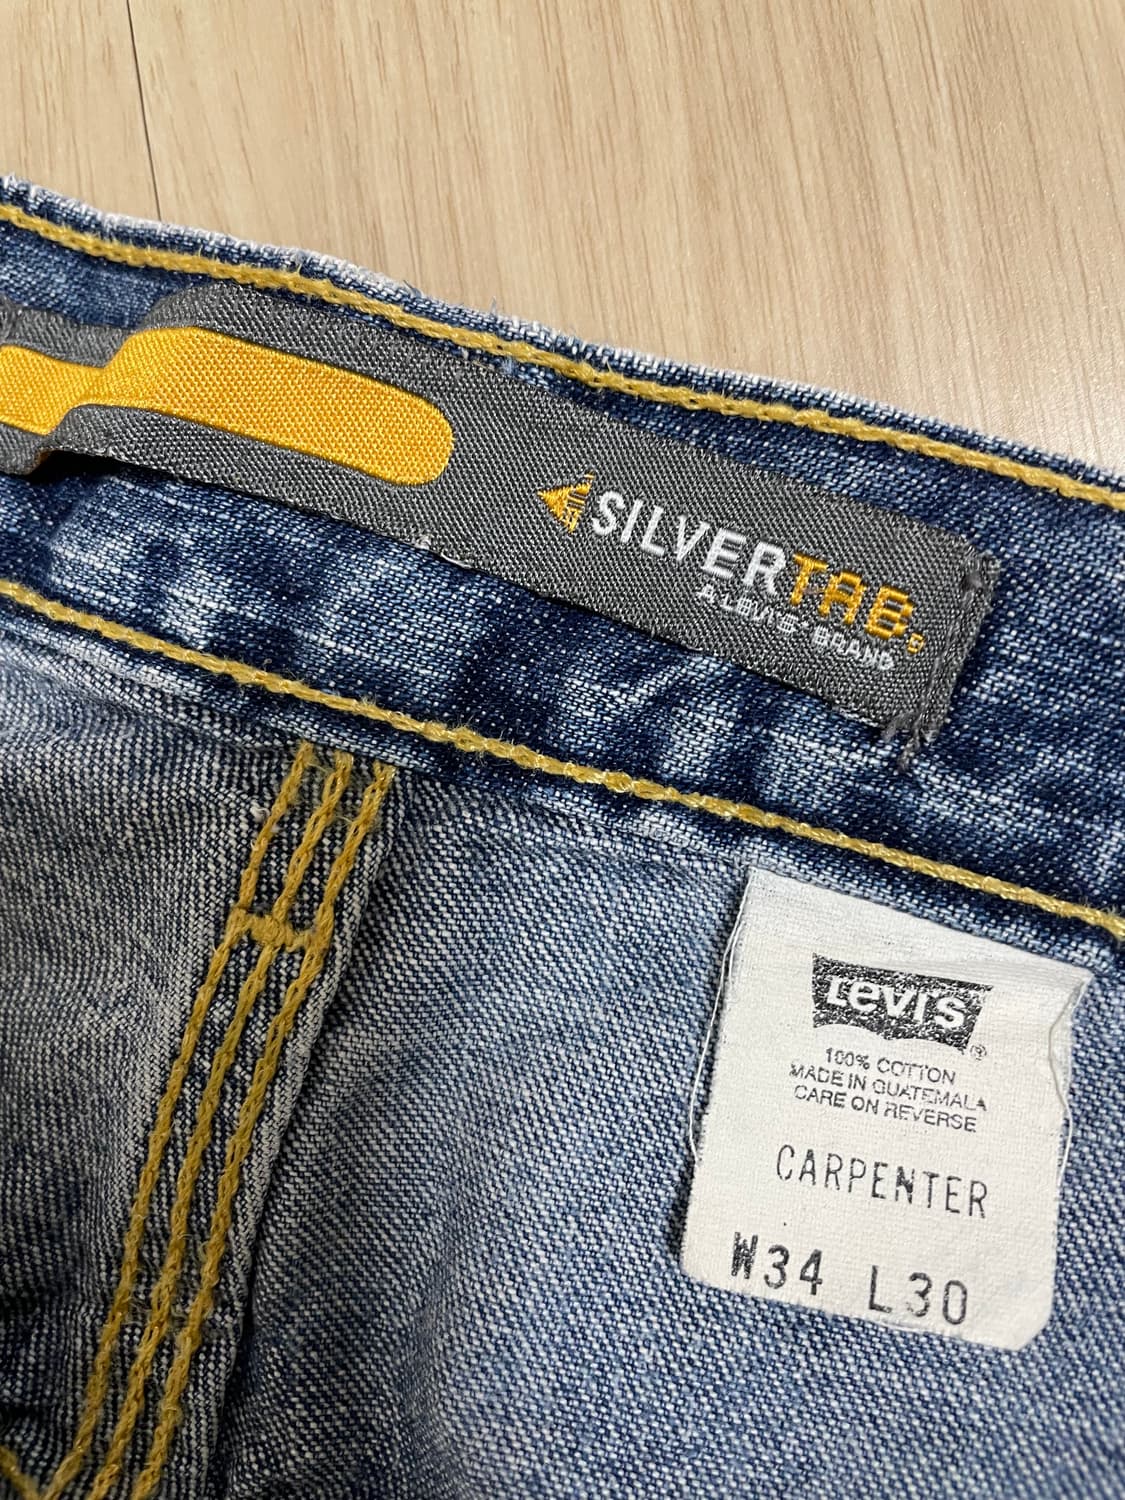 SILVERTAB®
A LEVI'S® BRAND
Levi's®
100% COTTON
MADE IN GUATEMALA
CARE ON REVERSE
CARPENTER
W34 L30